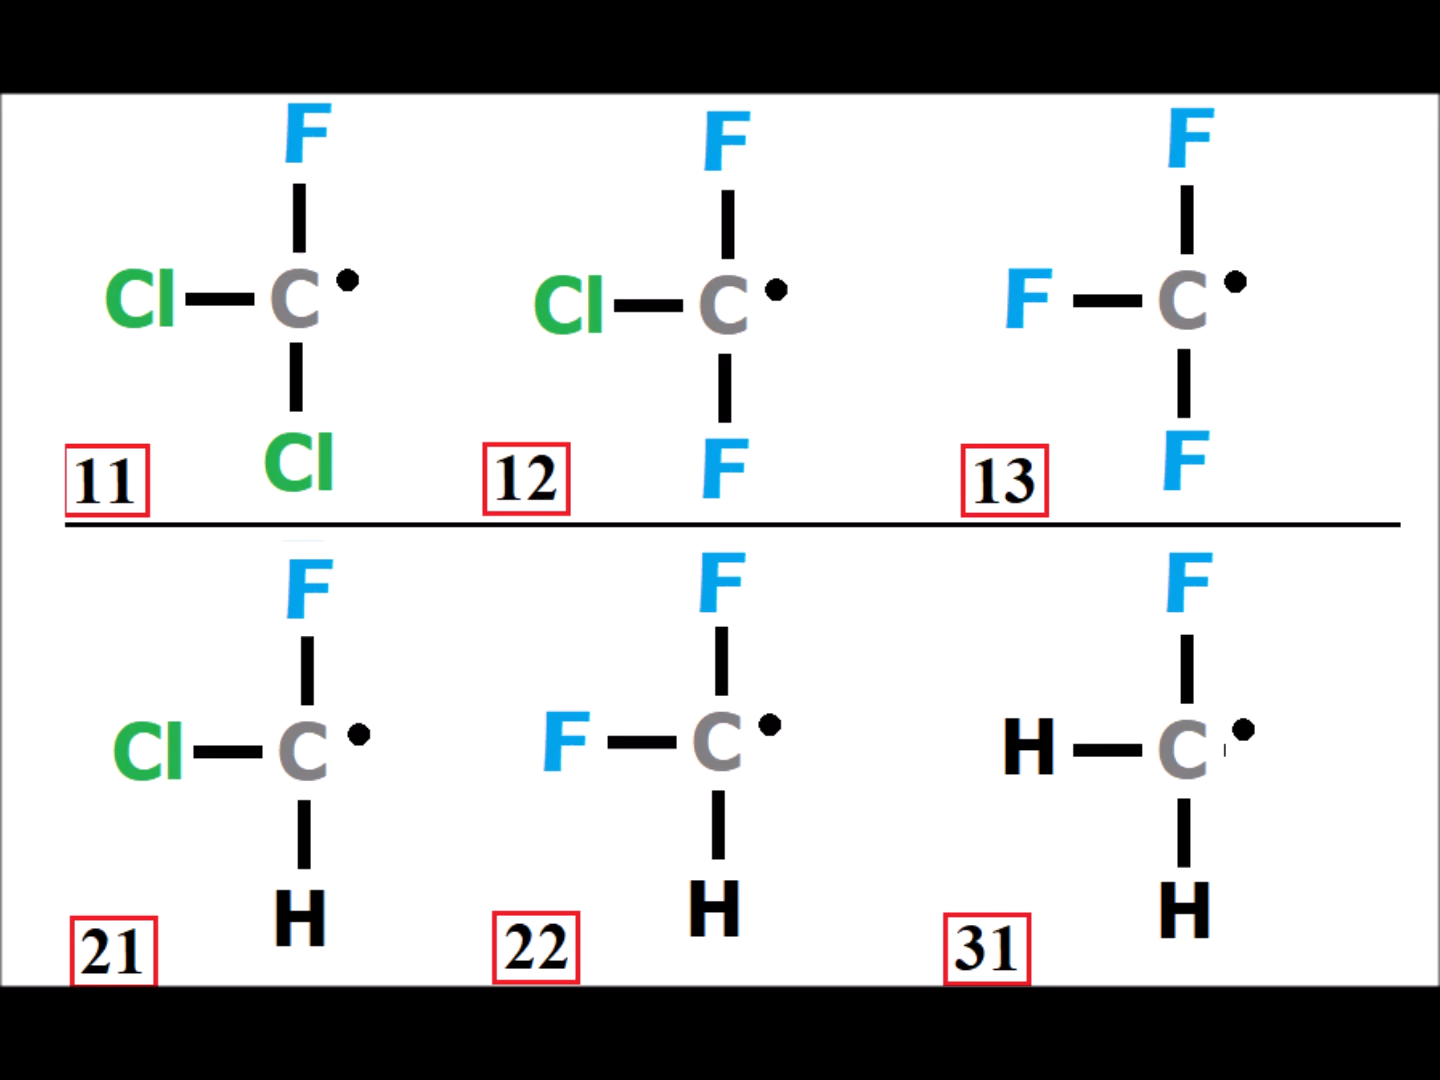 F F F
Cl C Cl C F C
Cl F F
11 12 13
F F F
Cl C F C H C
H H H
21 22 31